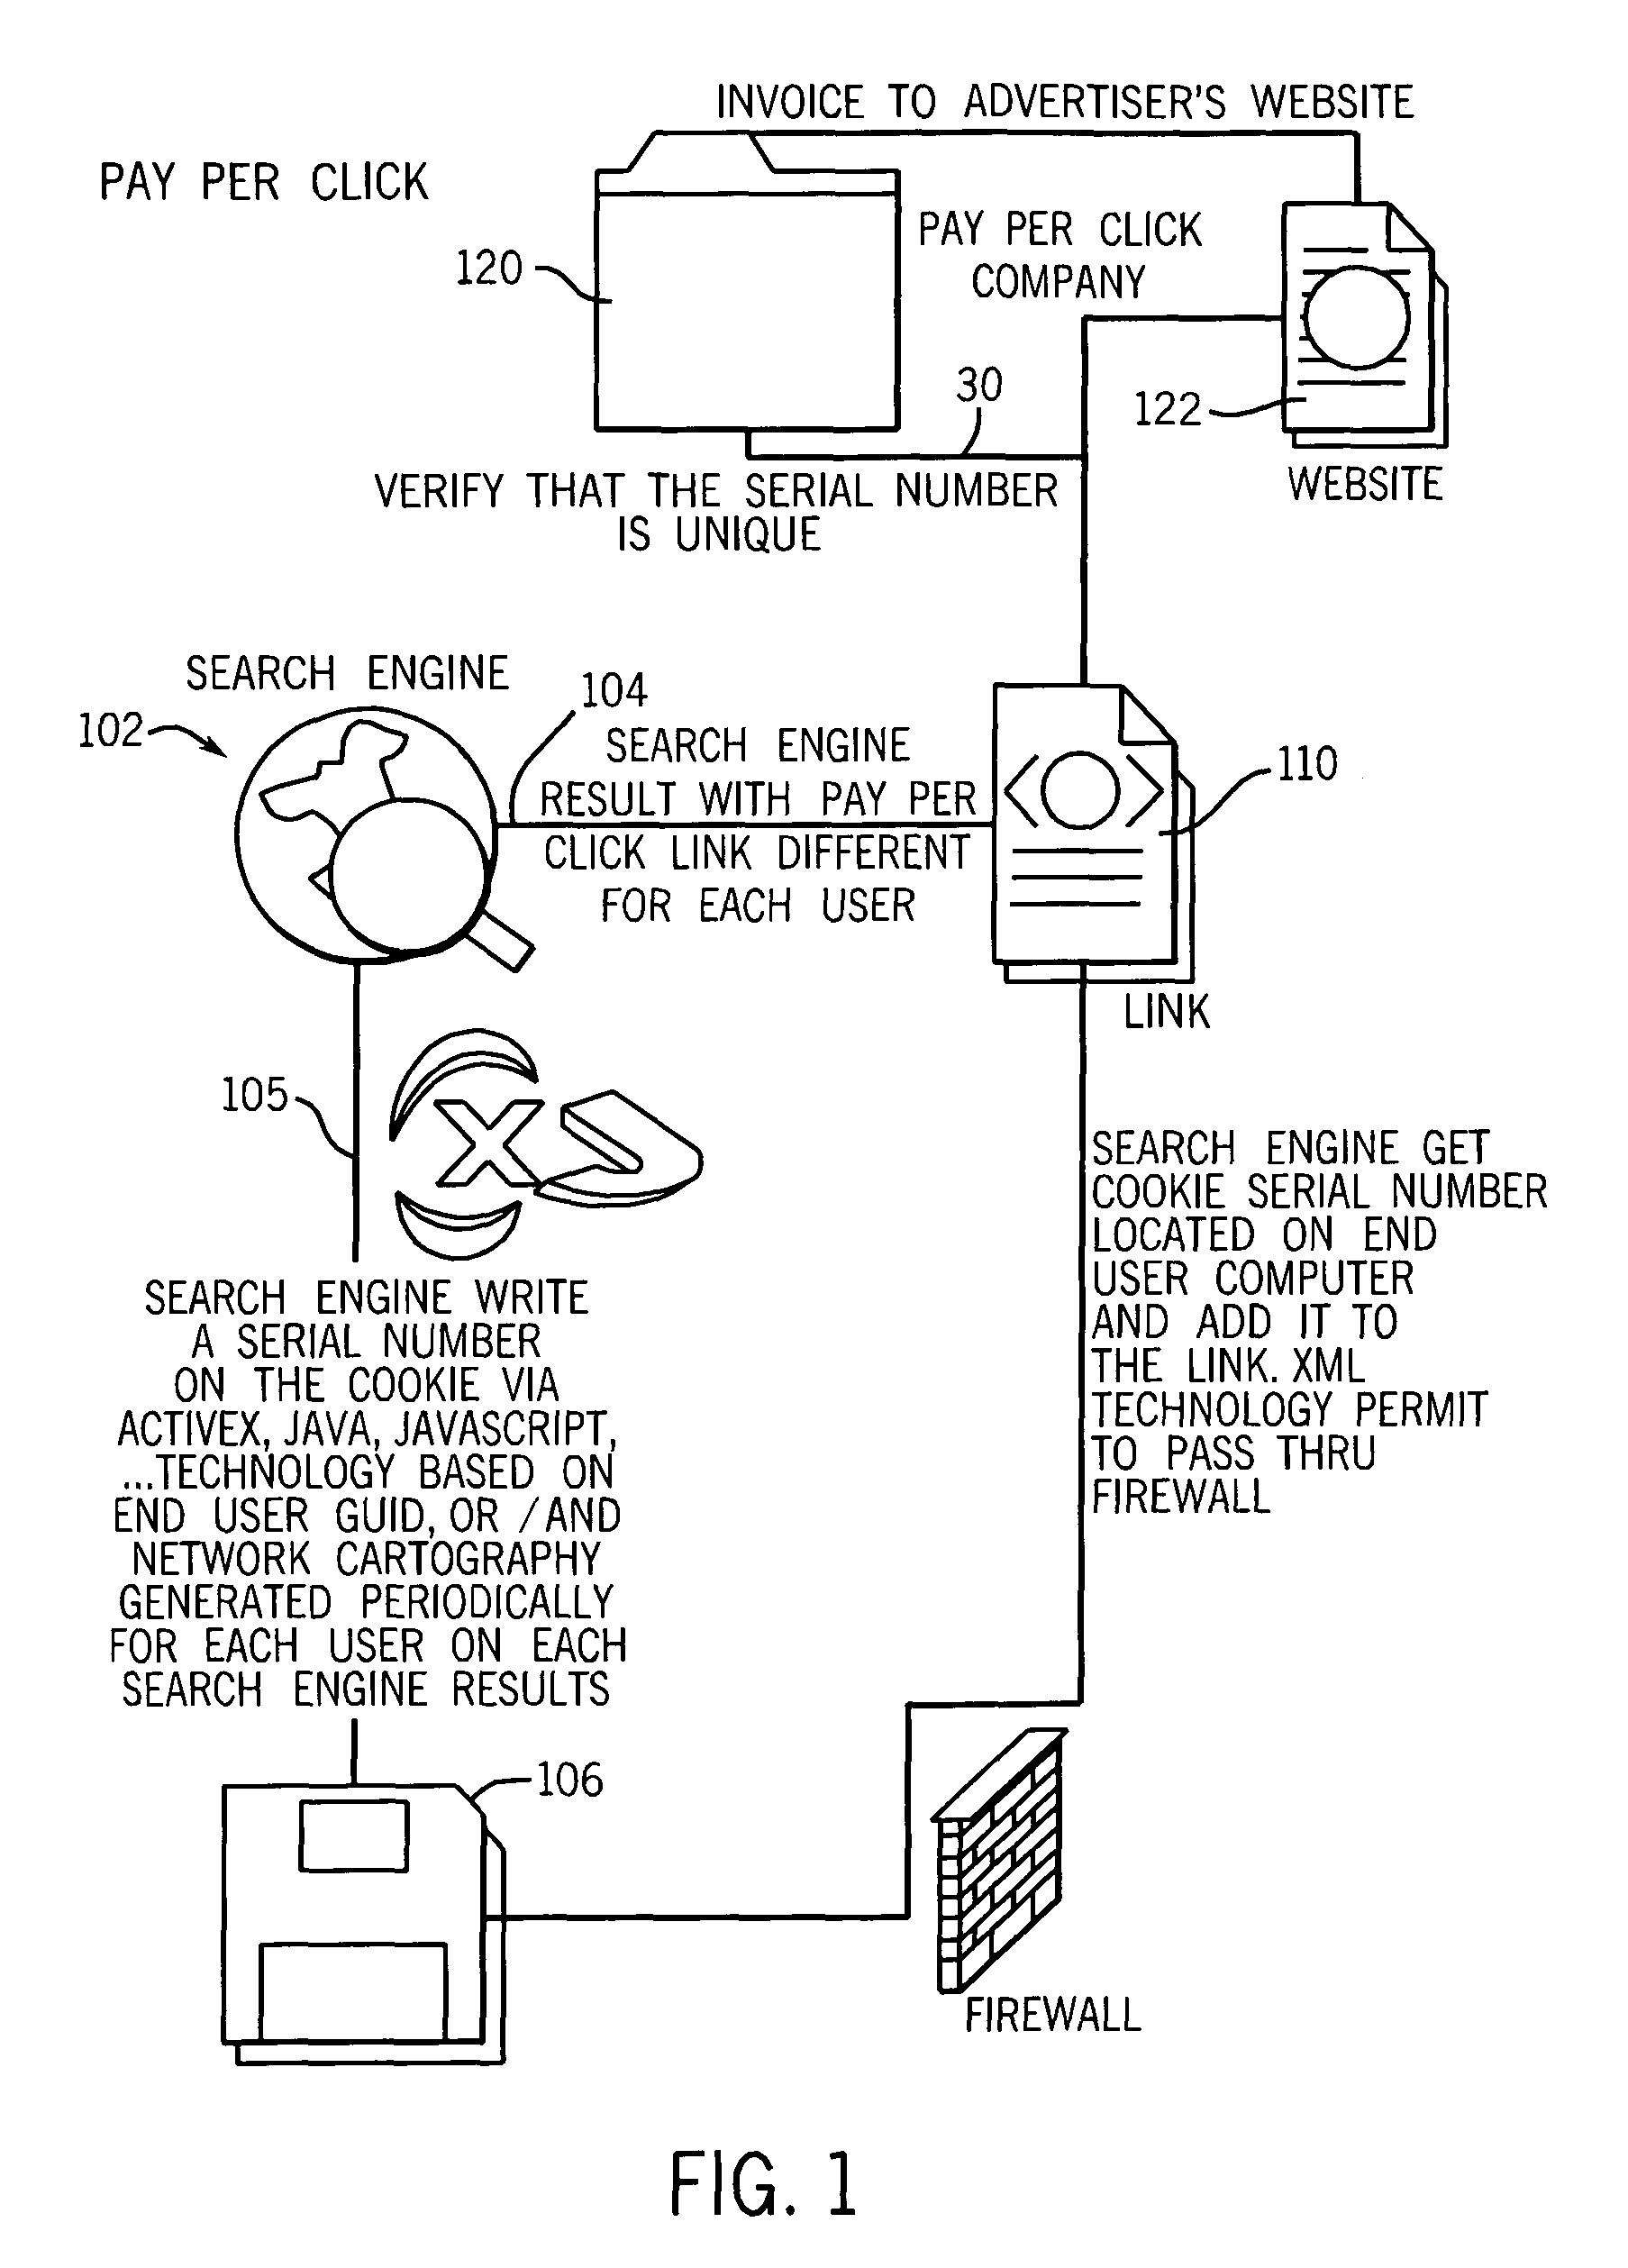 INVOICE TO ADVERTISER'S WEBSITE
PAY PER CLICK
PAY PER CLICK
COMPANY
120
30
122
VERIFY THAT THE SERIAL NUMBER
IS UNIQUE
WEBSITE
SEARCH ENGINE
102
104
SEARCH ENGINE
RESULT WITH PAY PER
CLICK LINK DIFFERENT
FOR EACH USER
110
LINK
105
X
SEARCH ENGINE GET
COOKIE SERIAL NUMBER
LOCATED ON END
USER COMPUTER
AND ADD IT TO
THE LINK. XML
TECHNOLOGY PERMIT
TO PASS THRU
FIREWALL
SEARCH ENGINE WRITE
A SERIAL NUMBER
ON THE COOKIE VIA
ACTIVEX, JAVA, JAVASCRIPT,
...TECHNOLOGY BASED ON
END USER GUID, OR /AND
NETWORK CARTOGRAPHY
GENERATED PERIODICALLY
FOR EACH USER ON EACH
SEARCH ENGINE RESULTS
106
FIREWALL
FIG. 1